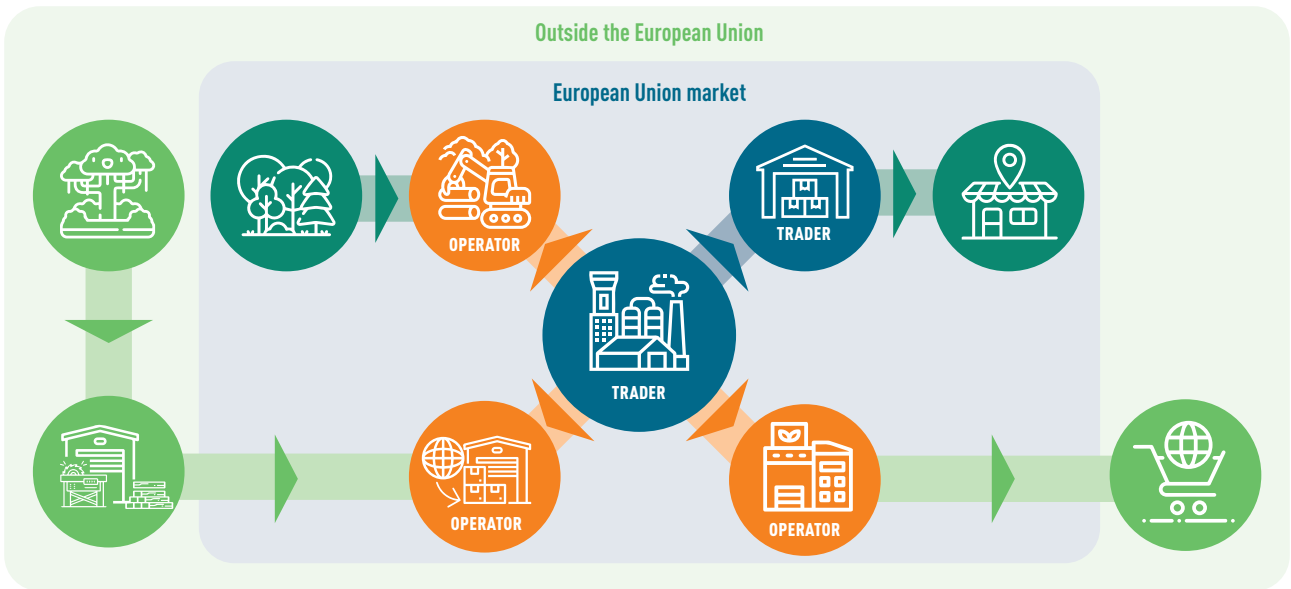 Outside the European Union
European Union market
OPERATOR
TRADER
TRADER
OPERATOR
OPERATOR